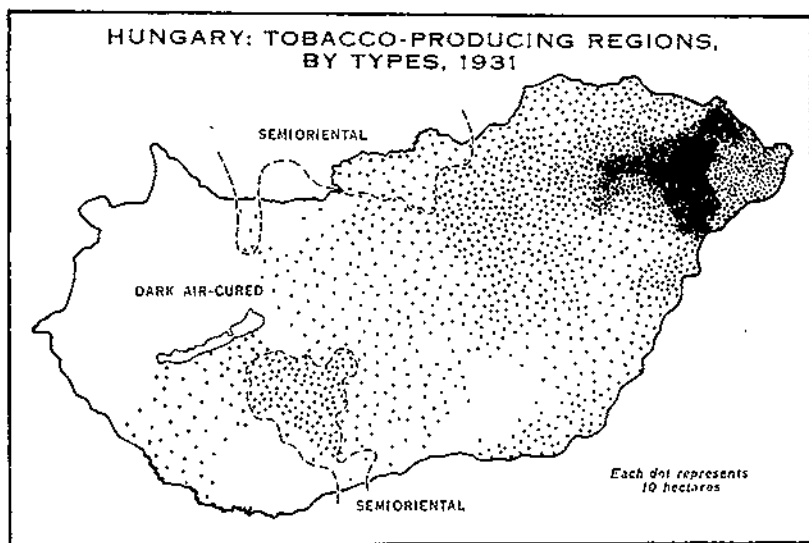 HUNGARY: TOBACCO-PRODUCING REGIONS,
BY TYPES, 1931
SEMIORIENTAL
DARK AIR-CURED
Each dot represents
10 hectares
SEMIORIENTAL